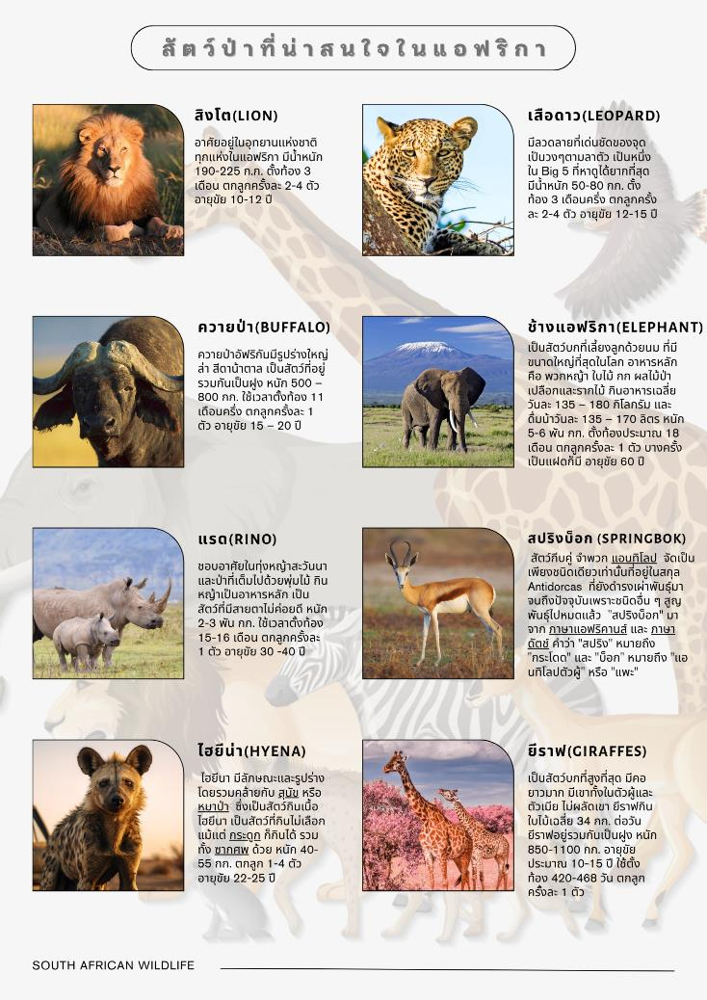 สัตว์ป่าที่น่าสนใจในแอฟริกา
สิงโต(LION)
อาศัยอยู่ในอุทยานแห่งชาติ
ทุกแห่งในแอฟริกา มีน้ำหนัก
190-225 ก.ก. ตั้งท้อง 3
เดือน ตกลูกครั้งละ 2-4 ตัว
อายุขัย 10-12 ปี
เสือดาว(LEOPARD)
มีลวดลายที่เด่นชัดของจุด
เป็นวงๆตามลาตัว เป็นหนึ่ง
ใน Big 5 ที่หาดูได้ยากที่สุด
มีน้ำหนัก 50-80 กก. ตั้ง
ท้อง 3 เดือนครึ่ง ตกลูกครั้ง
ละ 2-4 ตัว อายุขัย 12-15 ปี
ควายป่า(BUFFALO)
ควายป่าอัฟริกันมีรูปร่างใหญ่
ล่า สีดาน้าตาล เป็นสัตว์ที่อยู่
รวมกันเป็นฝูง หนัก 500 –
800 กก. ใช้เวลาตั้งท้อง 11
เดือนครึ่ง ตกลูกครั้งละ 1
ตัว อายุขัย 15 – 20 ปี
ช้างแอฟริกา(ELEPHANT)
เป็นสัตว์บกที่เลี้ยงลูกด้วยนม ที่มี
ขนาดใหญ่ที่สุดในโลก อาหารหลัก
คือ พวกหญ้า ใบไม้ กก ผลไม้ป่า
เปลือกและรากไม้ กินอาหารเฉลี่ย
วันละ 135 – 180 กิโลกรัม และ
ดื่มน้าวันละ 135 – 170 ลิตร หนัก
5-6 พัน กก. ตั้งท้องประมาณ 18
เดือน ตกลูกครั้งละ 1 ตัว บางครั้ง
เป็นแฝดก็มี อายุขัย 60 ปี
แรด(RINO)
ชอบอาศัยในทุ่งหญ้าสะวันนา
และป่าที่เต็มไปด้วยพุ่มไม้ กิน
หญ้าเป็นอาหารหลัก เป็น
สัตว์ที่มีสายตาไม่ค่อยดี หนัก
2-3 พัน กก. ใช้เวลาตั้งท้อง
15-16 เดือน ตกลูกครั้งละ
1 ตัว อายุขัย 30 -40 ปี
สปริงบ็อก (SPRINGBOK)
สัตว์กีบคู่ จำพวก แอนทิโลป จัดเป็น
เพียงชนิดเดียวเท่านั้นที่อยู่ในสกุล
Antidorcas ที่ยังดำรงเผ่าพันธุ์มา
จนถึงปัจจุบันเพราะชนิดอื่น ๆ สูญ
พันธุ์ไปหมดแล้ว "สปริงบ็อก" มา
จาก ภาษาแอฟริคานส์ และ ภาษา
ดัตช์ คำว่า "สปริง" หมายถึง
"กระโดด" และ "บ็อก" หมายถึง "แอ
นทิโลปตัวผู้" หรือ "แพะ"
ไฮยีน่า(HYENA)
ไฮยีนา มีลักษณะและรูปร่าง
โดยรวมคล้ายกับ สุนัข หรือ
หมาป่า ซึ่งเป็นสัตว์กินเนื้อ
ไฮยีนา เป็นสัตว์ที่กินไม่เลือก
แม้แต่ กระดูก ก็กินได้ รวม
ทั้ง ซากศพ ด้วย หนัก 40-
55 กก. ตกลูก 1-4 ตัว
อายุขัย 22-25 ปี
ยีราฟ(GIRAFFES)
เป็นสัตว์บกที่สูงที่สุด มีคอ
ยาวมาก มีเขาทั้งในตัวผู้และ
ตัวเมีย ไม่ผลัดเขา ยีราฟกิน
ใบไม้เฉลี่ย 34 กก. ต่อวัน
ยีราฟอยู่รวมกันเป็นฝูง หนัก
850-1100 กก. อายุขัย
ประมาณ 10-15 ปี ใช้ตั้ง
ท้อง 420-468 วัน ตกลูก
ครั้งละ 1 ตัว
SOUTH AFRICAN WILDLIFE